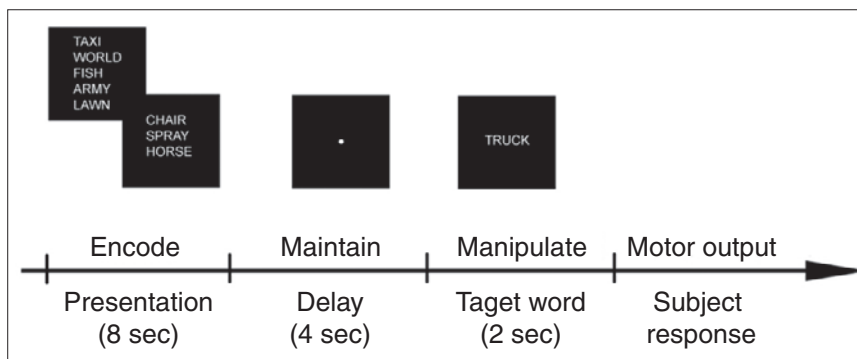 TAXI
WORLD
FISH
ARMY
LAWN
CHAIR
SPRAY
HORSE
TRUCK
Encode Maintain Manipulate Motor output
Presentation Delay Taget word Subject
(8 sec) (4 sec) (2 sec) response